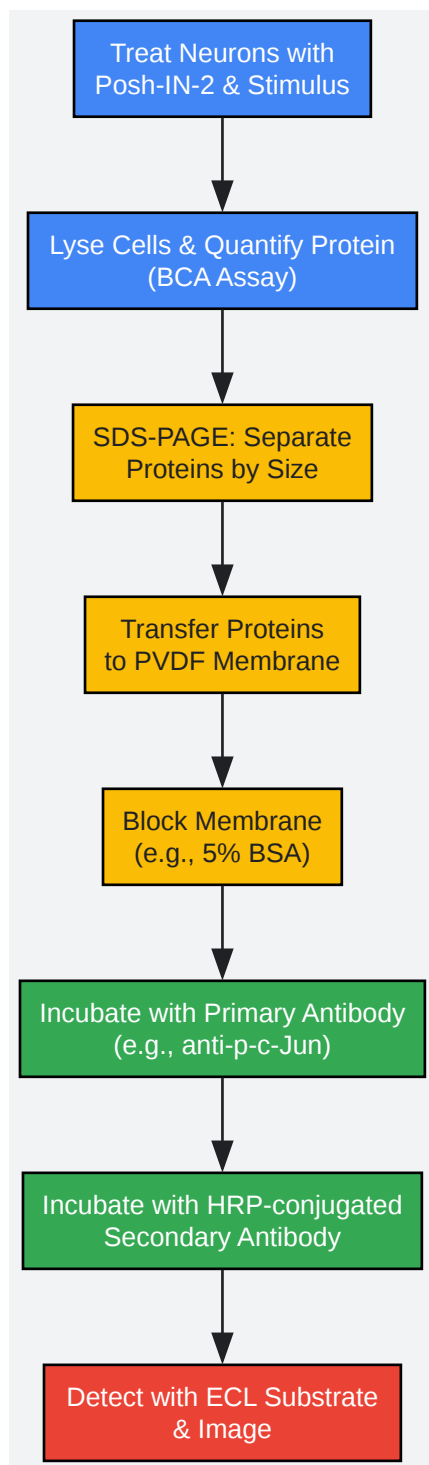 Treat Neurons with
Posh-IN-2 & Stimulus
Lyse Cells & Quantify Protein
(BCA Assay)
SDS-PAGE: Separate
Proteins by Size
Transfer Proteins
to PVDF Membrane
Block Membrane
(e.g., 5% BSA)
Incubate with Primary Antibody
(e.g., anti-p-c-Jun)
Incubate with HRP-conjugated
Secondary Antibody
Detect with ECL Substrate
& Image